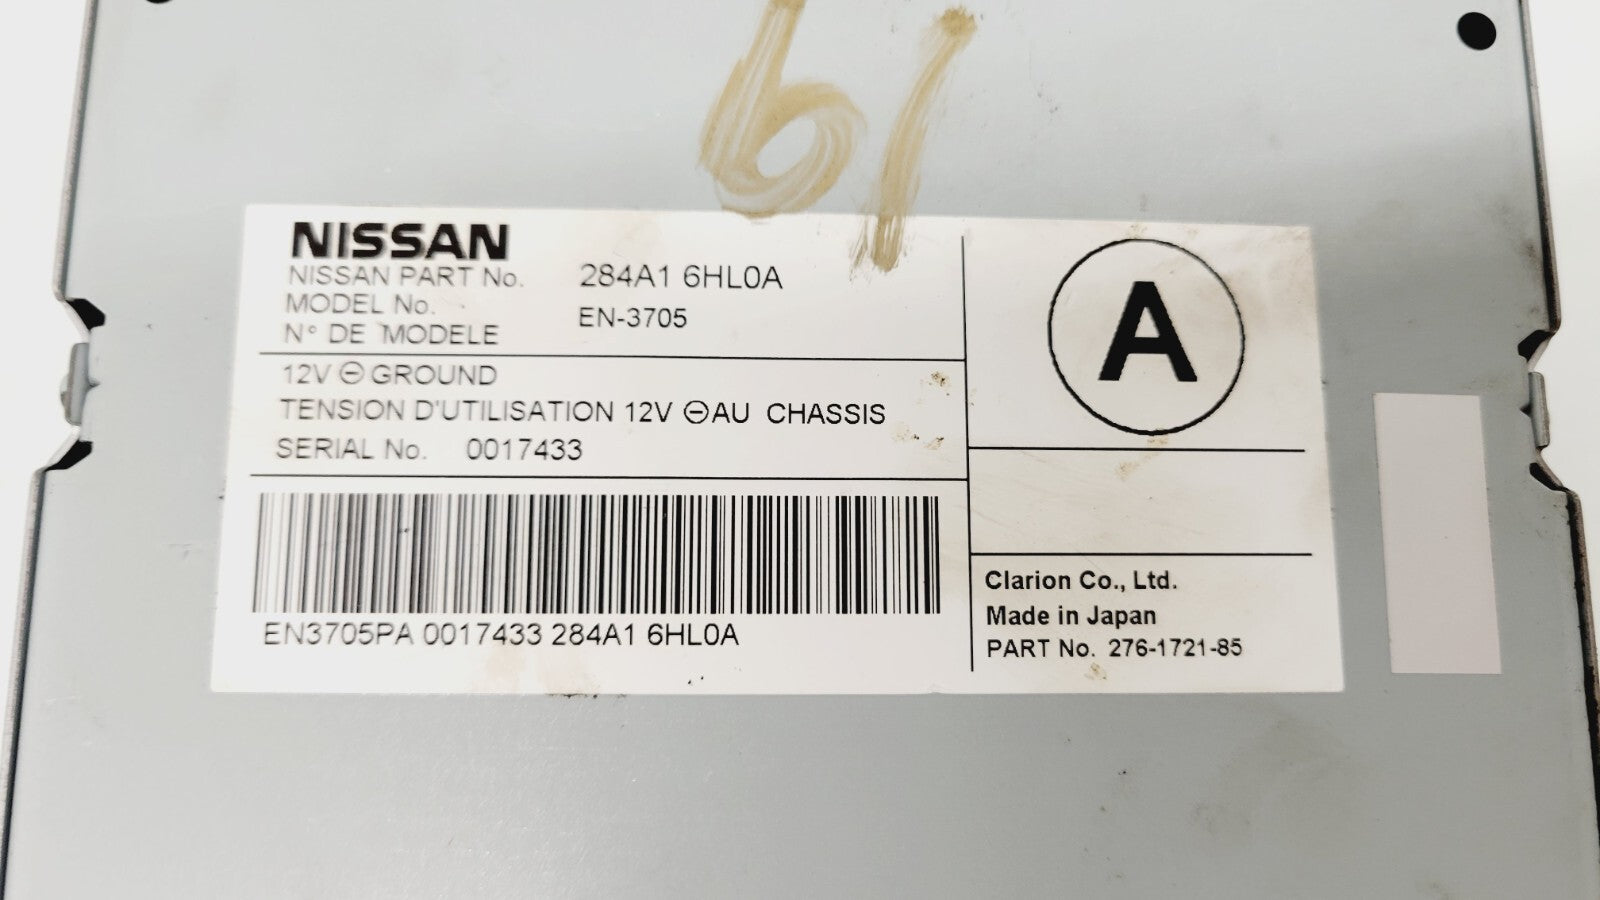 61
NISSAN
NISSAN PART No. 284A1 6HL0A
MODEL No.
N° DE MODELE EN-3705
12V ⊖ GROUND
TENSION D'UTILISATION 12V ⊖ AU CHASSIS
SERIAL No. 0017433
EN3705PA 0017433 284A1 6HL0A
A
Clarion Co., Ltd.
Made in Japan
PART No. 276-1721-85